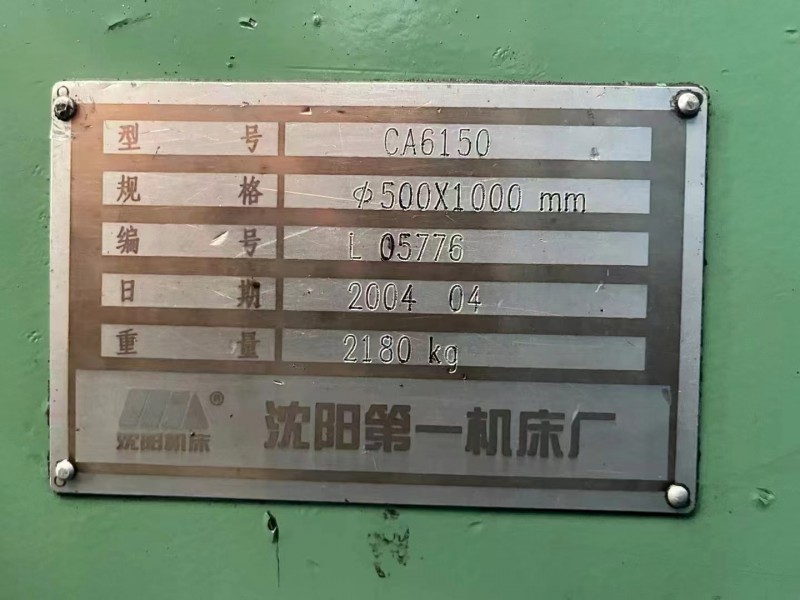 型号 CA6150
规格 ϕ500X1000 mm
编号 L 05776
日期 2004 04
重量 2180 kg
®
沈阳机床 沈阳第一机床厂